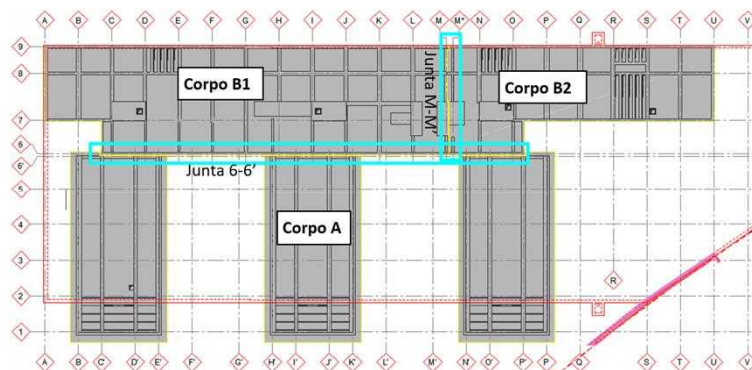 A B C D E F G H I J K L M M" N O P Q R S T U V
9
8
Corpo B1
Corpo B2
Junta M-M"
7
6
6'
Junta 6-6'
5
4
Corpo A
3
R
2
1
A B C' D' E' F' G' H' I' J' K' L' M' N' O' P' P Q S T U V